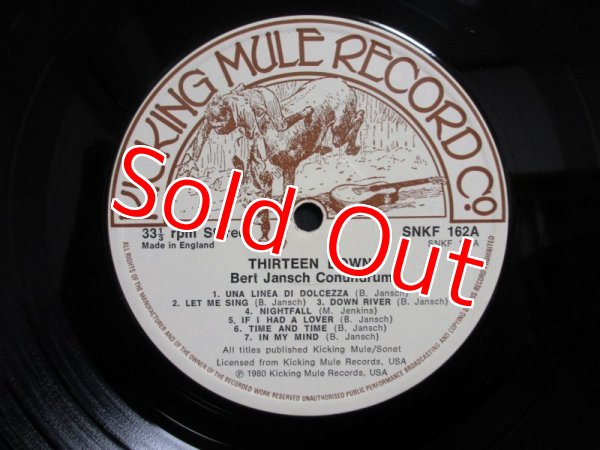 KICKING MULE RECORD Co.
Sold Out
33⅓ rpm Stereo
Made in England
SNKF 162A
SNKF 162A
THIRTEEN DOWN
Bert Jansch Conundrum
1. UNA LINEA DI DOLCEZZA (B. Jansch)
2. LET ME SING (B. Jansch) 3. DOWN RIVER (B. Jansch)
4. NIGHTFALL (M. Jenkins)
5. IF I HAD A LOVER (B. Jansch)
6. TIME AND TIME (B. Jansch)
7. IN MY MIND (B. Jansch)
All titles published Kicking Mule/Sonet
Licensed from Kicking Mule Records, USA
℗ 1980 Kicking Mule Records, USA
ALL RIGHTS OF THE MANUFACTURER AND OF THE OWNER OF THE RECORDED WORK RESERVED UNAUTHORISED PUBLIC PERFORMANCE BROADCASTING AND COPYING OF THIS RECORD PROHIBITED